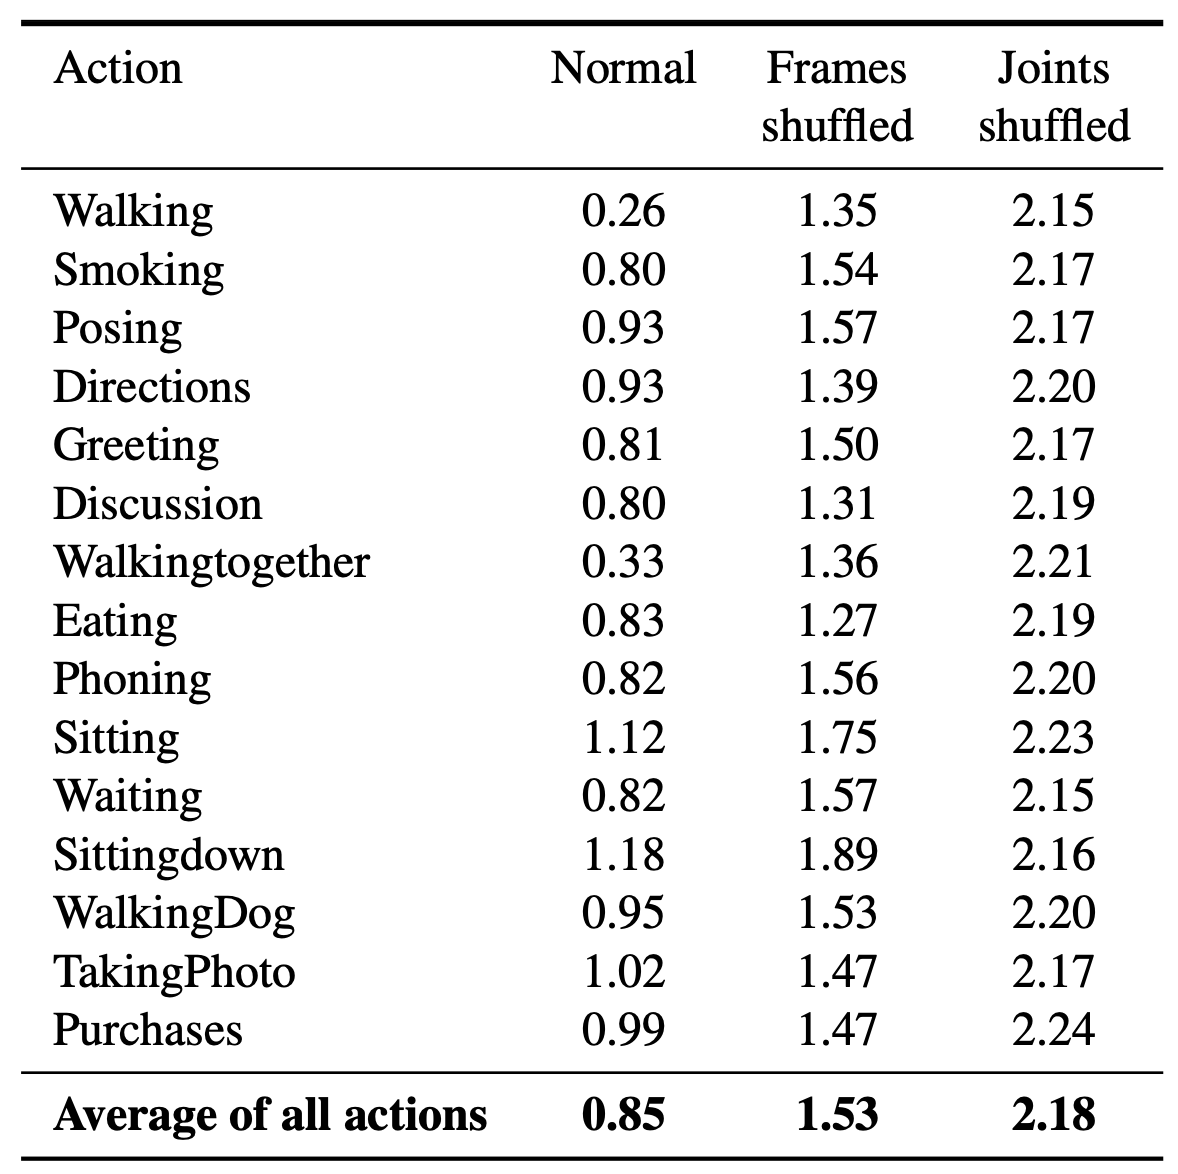 Action Normal Frames shuffled Joints shuffled
Walking 0.26 1.35 2.15
Smoking 0.80 1.54 2.17
Posing 0.93 1.57 2.17
Directions 0.93 1.39 2.20
Greeting 0.81 1.50 2.17
Discussion 0.80 1.31 2.19
Walkingtogether 0.33 1.36 2.21
Eating 0.83 1.27 2.19
Phoning 0.82 1.56 2.20
Sitting 1.12 1.75 2.23
Waiting 0.82 1.57 2.15
Sittingdown 1.18 1.89 2.16
WalkingDog 0.95 1.53 2.20
TakingPhoto 1.02 1.47 2.17
Purchases 0.99 1.47 2.24
Average of all actions 0.85 1.53 2.18